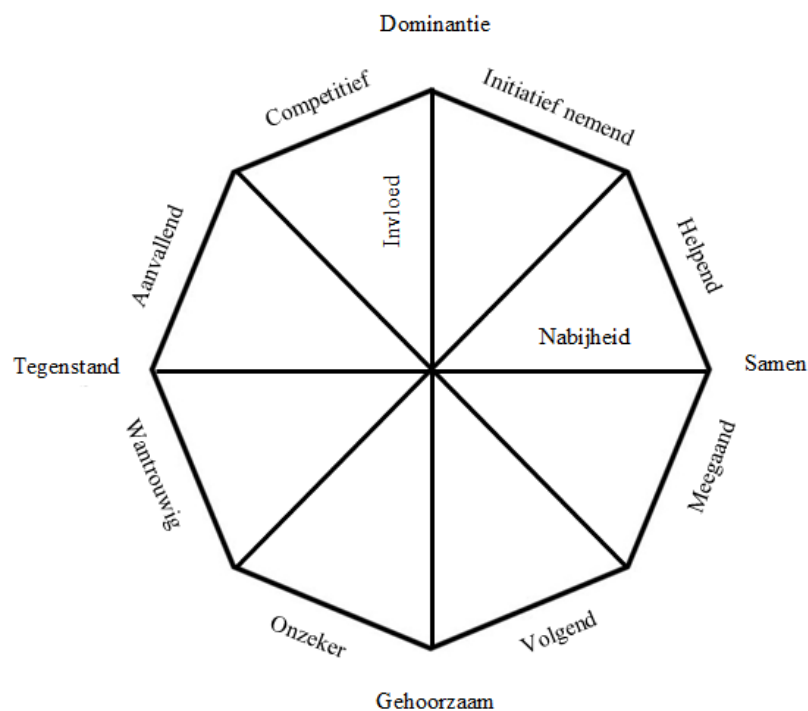 Dominantie
Competitief
Initiatief nemend
Invloed
Aanvallend
Helpend
Nabijheid
Tegenstand
Samen
Wantrouwig
Meegaand
Onzeker
Volgend
Gehoorzaam